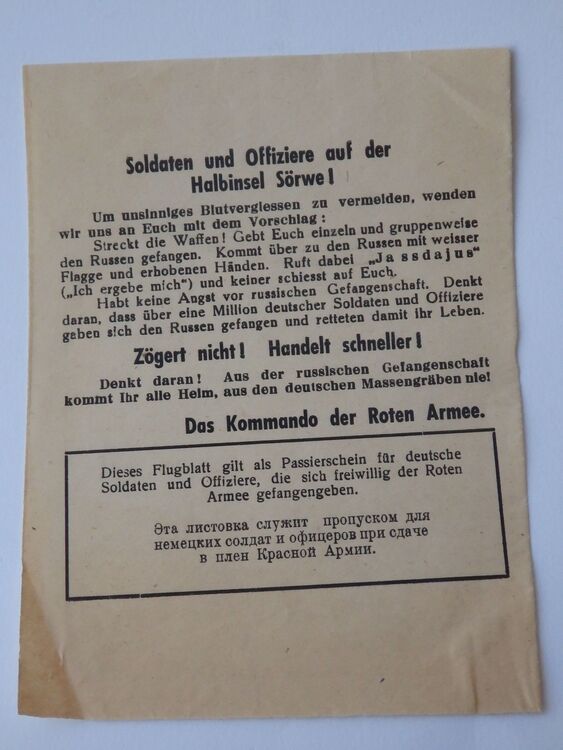 Soldaten und Offiziere auf der
Halbinsel Sörwe!
Um unsinniges Blutvergiessen zu vermeiden, wenden
wir uns an Euch mit dem Vorschlag:
Streckt die Waffen! Gebt Euch einzeln und gruppenweise
den Russen gefangen. Kommt über zu den Russen mit weisser
Flagge und erhobenen Händen. Ruft dabei „Jassdajus“
(„Ich ergebe mich“) und keiner schiesst auf Euch.
Habt keine Angst vor russischen Gefangenschaft. Denkt
daran, dass über eine Million deutscher Soldaten und Offiziere
geben sich den Russen gefangen und retteten damit ihr Leben.
Zögert nicht! Handelt schneller!
Denkt daran! Aus der russischen Gefangenschaft
kommt Ihr alle Heim, aus den deutschen Massengräben nie!
Das Kommando der Roten Armee.
Dieses Flugblatt gilt als Passierschein für deutsche
Soldaten und Offiziere, die sich freiwillig der Roten
Armee gefangengeben.
Эта листовка служит пропуском для
немецких солдат и офицеров при сдаче
в плен Красной Армии.